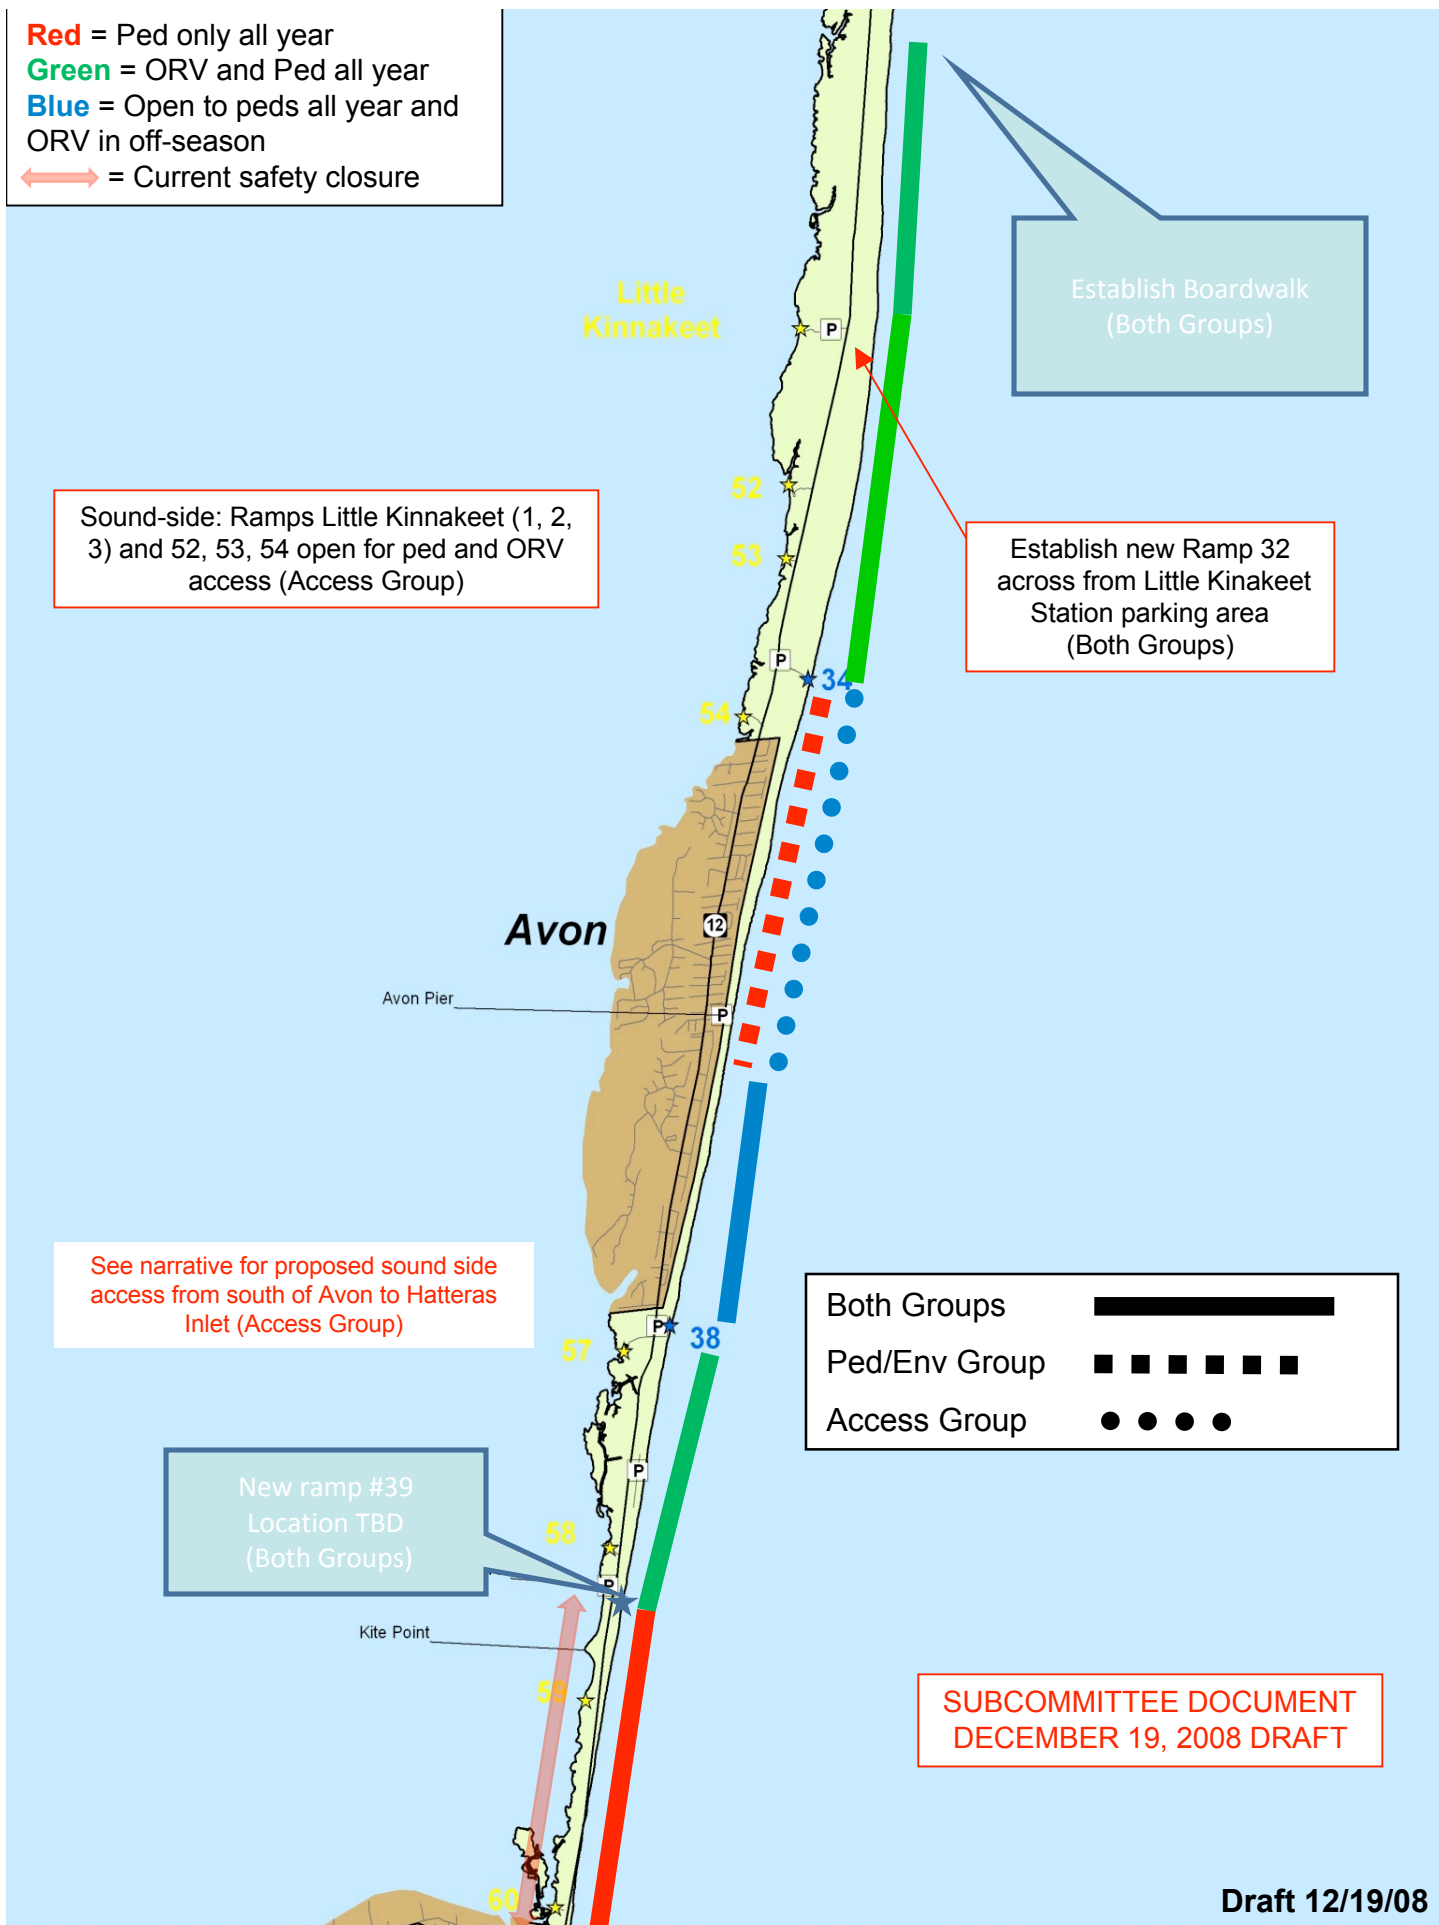 Red = Ped only all year
Green = ORV and Ped all year
Blue = Open to peds all year and
ORV in off-season
= Current safety closure
Establish Boardwalk
(Both Groups)
Little
Kinnakeet
P
52
Sound-side: Ramps Little Kinnakeet (1, 2,
3) and 52, 53, 54 open for ped and ORV
access (Access Group)
53
Establish new Ramp 32
across from Little Kinakeet
Station parking area
(Both Groups)
P
34
54
Avon
12
Avon Pier
P
See narrative for proposed sound side
access from south of Avon to Hatteras
Inlet (Access Group)
Both Groups
Ped/Env Group
Access Group
P
38
57
P
New ramp #39
Location TBD
(Both Groups)
58
P
Kite Point
59
SUBCOMMITTEE DOCUMENT
DECEMBER 19, 2008 DRAFT
60
Draft 12/19/08